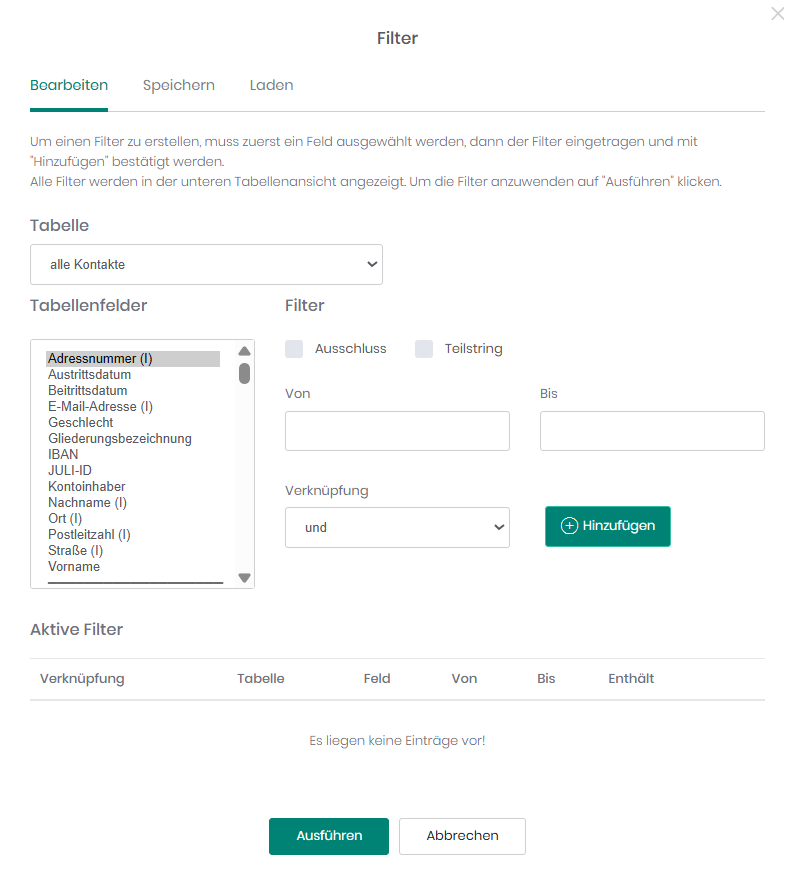 Filter
Bearbeiten Speichern Laden
Um einen Filter zu erstellen, muss zuerst ein Feld ausgewählt werden, dann der Filter eingetragen und mit
"Hinzufügen" bestätigt werden.
Alle Filter werden in der unteren Tabellenansicht angezeigt. Um die Filter anzuwenden auf "Ausführen" klicken.
Tabelle
alle Kontakte
Tabellenfelder
Adressnummer (I)
Austrittsdatum
Beitrittsdatum
E-Mail-Adresse (I)
Geschlecht
Gliederungsbezeichnung
IBAN
JULI-ID
Kontoinhaber
Nachname (I)
Ort (I)
Postleitzahl (I)
Straße (I)
Vorname
Filter
Ausschluss Teilstring
Von Bis
Verknüpfung
und Hinzufügen
Aktive Filter
Verknüpfung Tabelle Feld Von Bis Enthält
Es liegen keine Einträge vor!
Ausführen Abbrechen